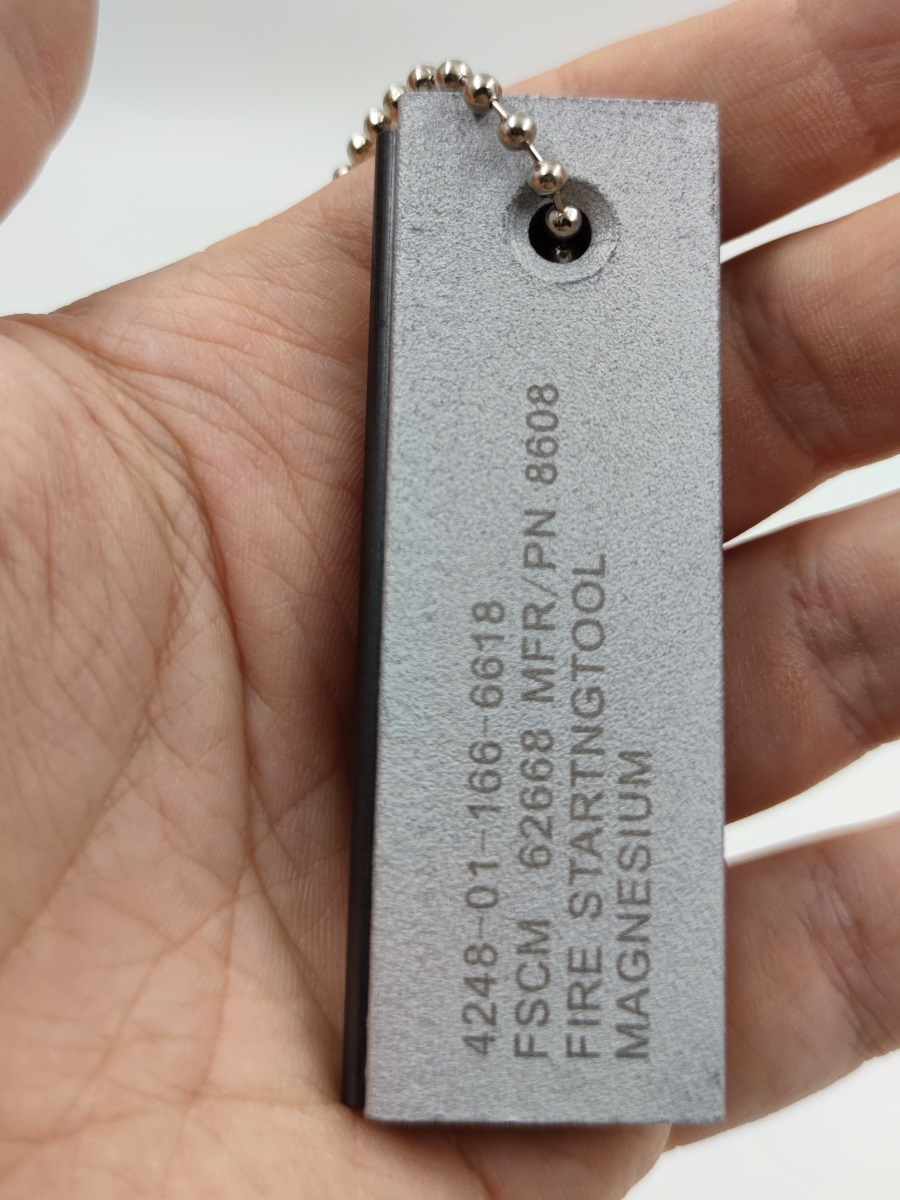 4248-01-166-6618
FSCM 62668 MFR/PN 8608
FIRE STARTNGTOOL
MAGNESIUM